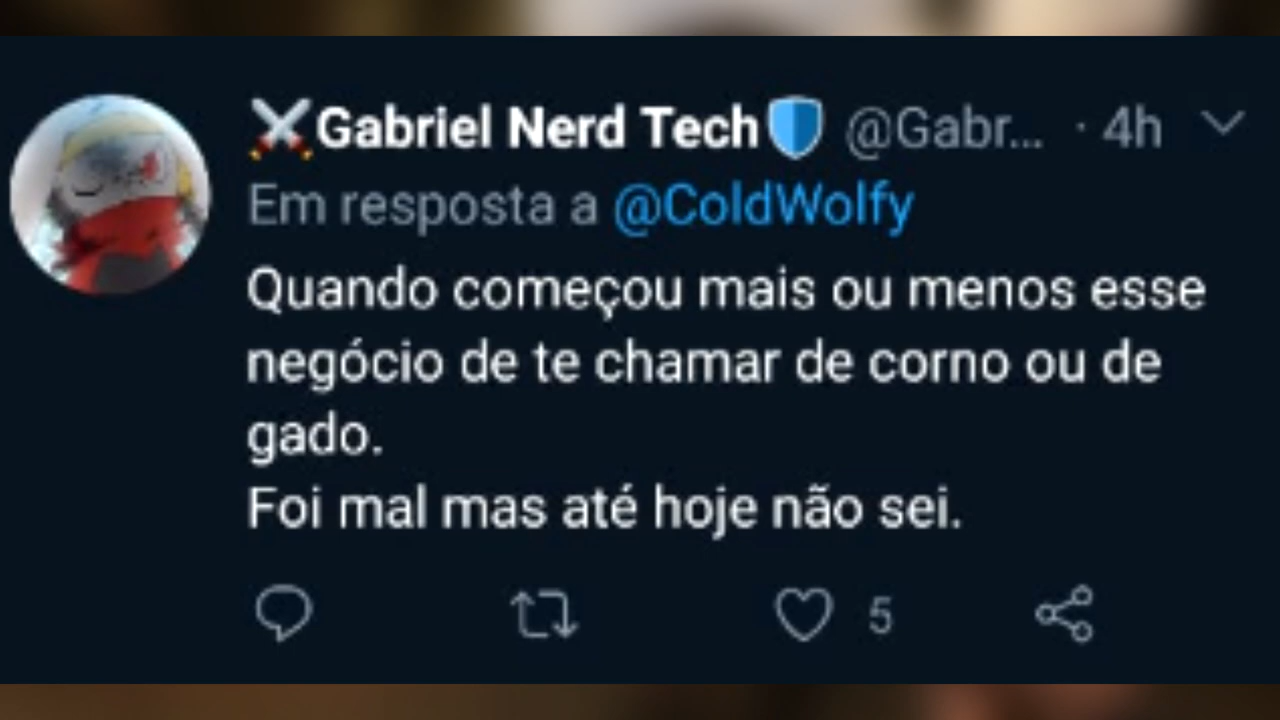 ⚔Gabriel Nerd Tech🛡 @Gabr... · 4h
Em resposta a @ColdWolfy
Quando começou mais ou menos esse
negócio de te chamar de corno ou de
gado.
Foi mal mas até hoje não sei.
5